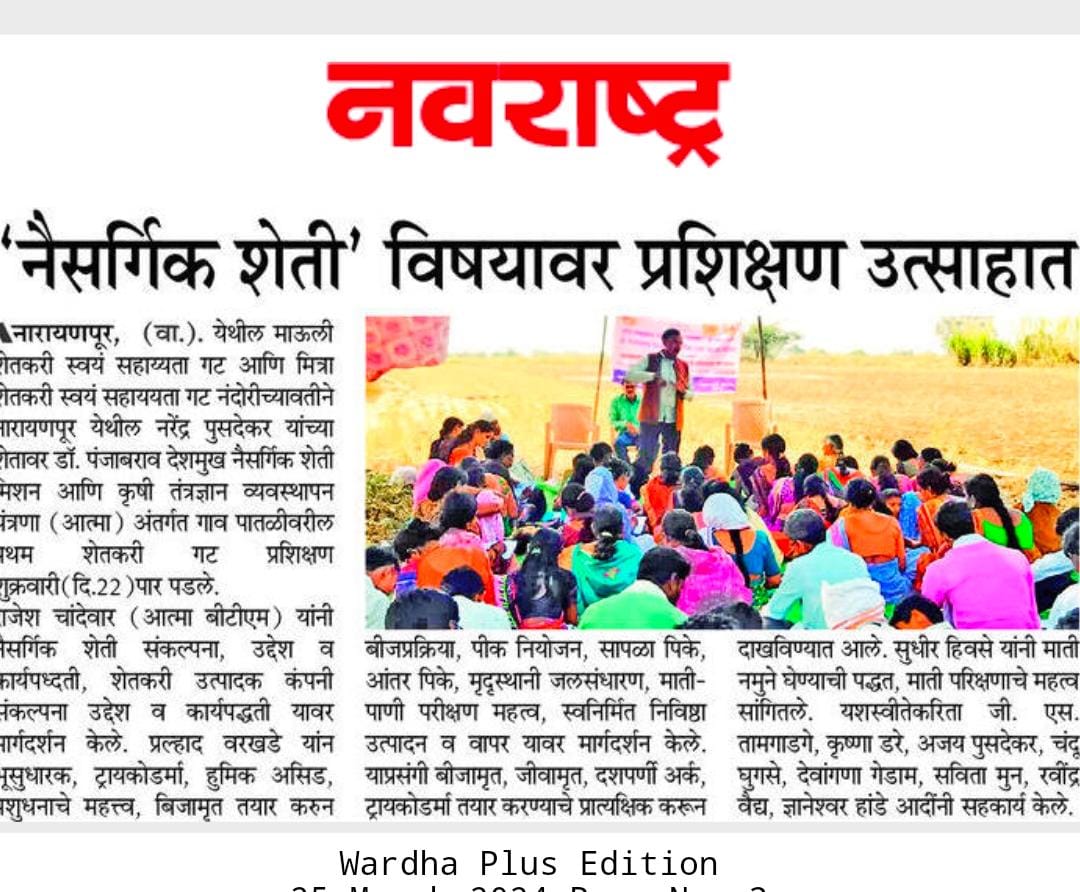 नवराष्ट्र
‘नैसर्गिक शेती’ विषयावर प्रशिक्षण उत्साहात
नारायणपूर, (वा.). येथील माऊली
शेतकरी स्वयं सहाय्यता गट आणि मित्रा
शेतकरी स्वयं सहाययता गट नंदोरीच्यावतीने
नारायणपूर येथील नरेंद्र पुसदेकर यांच्या
शेतावर डॉ. पंजाबराव देशमुख नैसर्गिक शेती
मिशन आणि कृषी तंत्रज्ञान व्यवस्थापन
यंत्रणा (आत्मा) अंतर्गत गाव पातळीवरील
प्रथम शेतकरी गट प्रशिक्षण
शुक्रवारी(दि.22)पार पडले.
राजेश चांदेवार (आत्मा बीटीएम) यांनी
नैसर्गिक शेती संकल्पना, उद्देश व
कार्यपध्दती, शेतकरी उत्पादक कंपनी
संकल्पना उद्देश व कार्यपद्धती यावर
मार्गदर्शन केले. प्रल्हाद वरखडे यांन
भूसुधारक, ट्रायकोडर्मा, हुमिक असिड,
पशुधनाचे महत्त्व, बिजामृत तयार करुन
बीजप्रक्रिया, पीक नियोजन, सापळा पिके,
आंतर पिके, मृदृस्थानी जलसंधारण, माती-
पाणी परीक्षण महत्व, स्वनिर्मित निविष्ठा
उत्पादन व वापर यावर मार्गदर्शन केले.
याप्रसंगी बीजामृत, जीवामृत, दशपर्णी अर्क,
ट्रायकोडर्मा तयार करण्याचे प्रात्यक्षिक करून
दाखविण्यात आले. सुधीर हिवसे यांनी माती
नमुने घेण्याची पद्धत, माती परिक्षणाचे महत्व
सांगितले. यशस्वीतेकरिता जी. एस.
तामगाडगे, कृष्णा डरे, अजय पुसदेकर, चंदू
घुगसे, देवांगणा गेडाम, सविता मुन, रवींद्र
वैद्य, ज्ञानेश्वर हांडे आदींनी सहकार्य केले.
Wardha Plus Edition
25 March 2024 Page No. 3